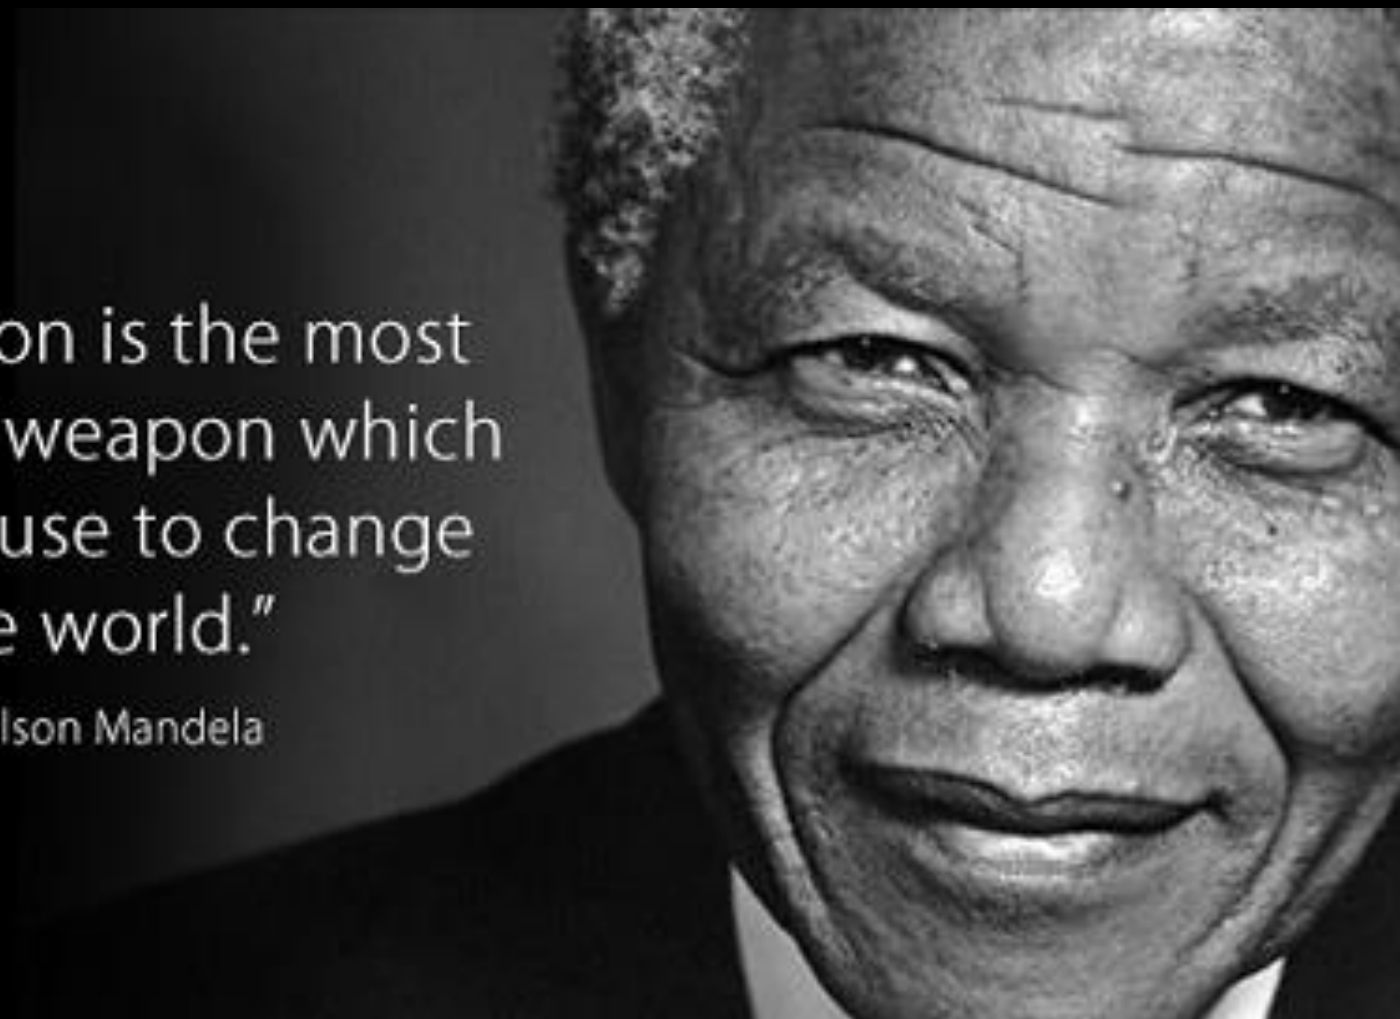 on is the most
weapon which
use to change
e world.”
lson Mandela